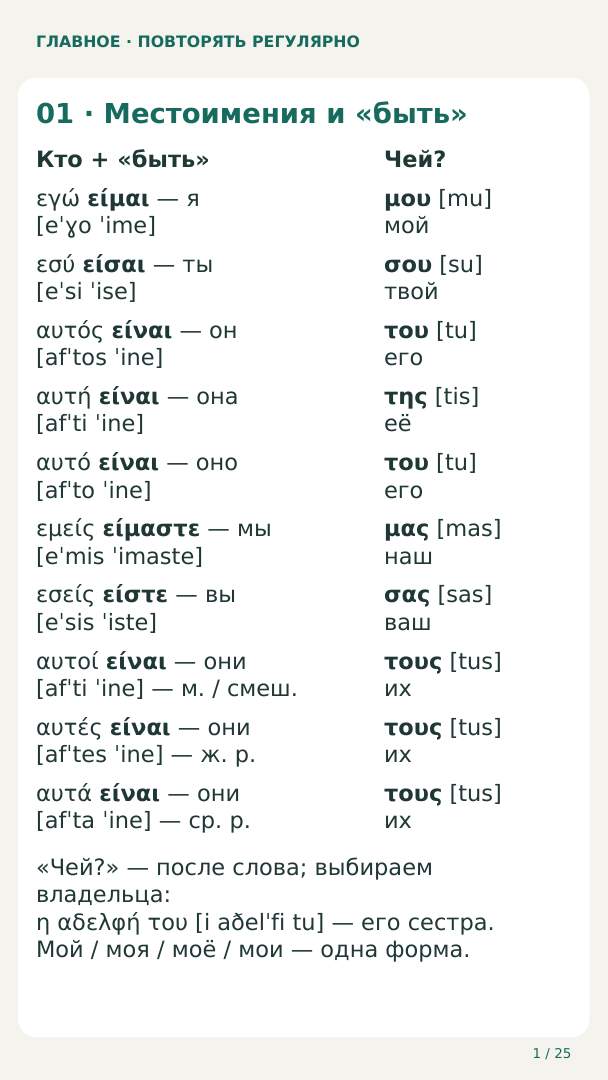 ГЛАВНОЕ · ПОВТОРЯТЬ РЕГУЛЯРНО
01 · Местоимения и «быть»
Кто + «быть» Чей?
εγώ είμαι — я μου [mu]
[eˈɣo ˈime] мой
εσύ είσαι — ты σου [su]
[eˈsi ˈise] твой
αυτός είναι — он του [tu]
[afˈtos ˈine] его
αυτή είναι — она της [tis]
[afˈti ˈine] её
αυτό είναι — оно του [tu]
[afˈto ˈine] его
εμείς είμαστε — мы μας [mas]
[eˈmis ˈimaste] наш
εσείς είστε — вы σας [sas]
[eˈsis ˈiste] ваш
αυτοί είναι — они τους [tus]
[afˈti ˈine] — м. / смеш. их
αυτές είναι — они τους [tus]
[afˈtes ˈine] — ж. р. их
αυτά είναι — они τους [tus]
[afˈta ˈine] — ср. р. их
«Чей?» — после слова; выбираем
владельца:
η αδελφή του [i aðelˈfi tu] — его сестра.
Мой / моя / моё / мои — одна форма.
1 / 25